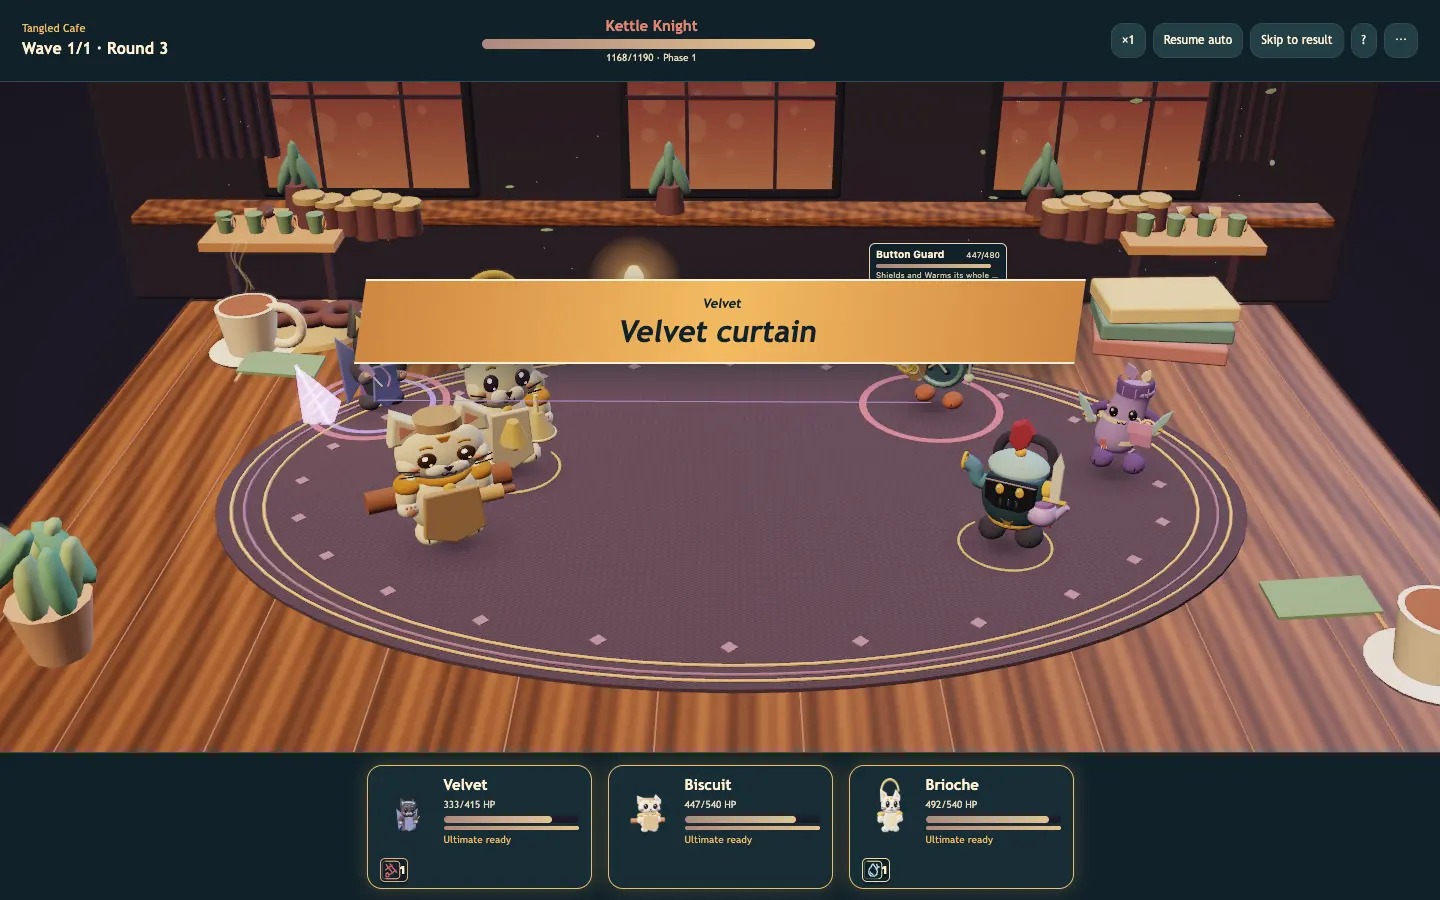 Tangled Cafe
Wave 1/1 · Round 3
Kettle Knight
1168/1190 · Phase 1
×1
Resume auto
Skip to result
?
···
Button Guard 447/480
Shields and Warms its whole ...
Velvet
Velvet curtain
Velvet
333/415 HP
Ultimate ready
1
Biscuit
447/540 HP
Ultimate ready
Brioche
492/540 HP
Ultimate ready
1